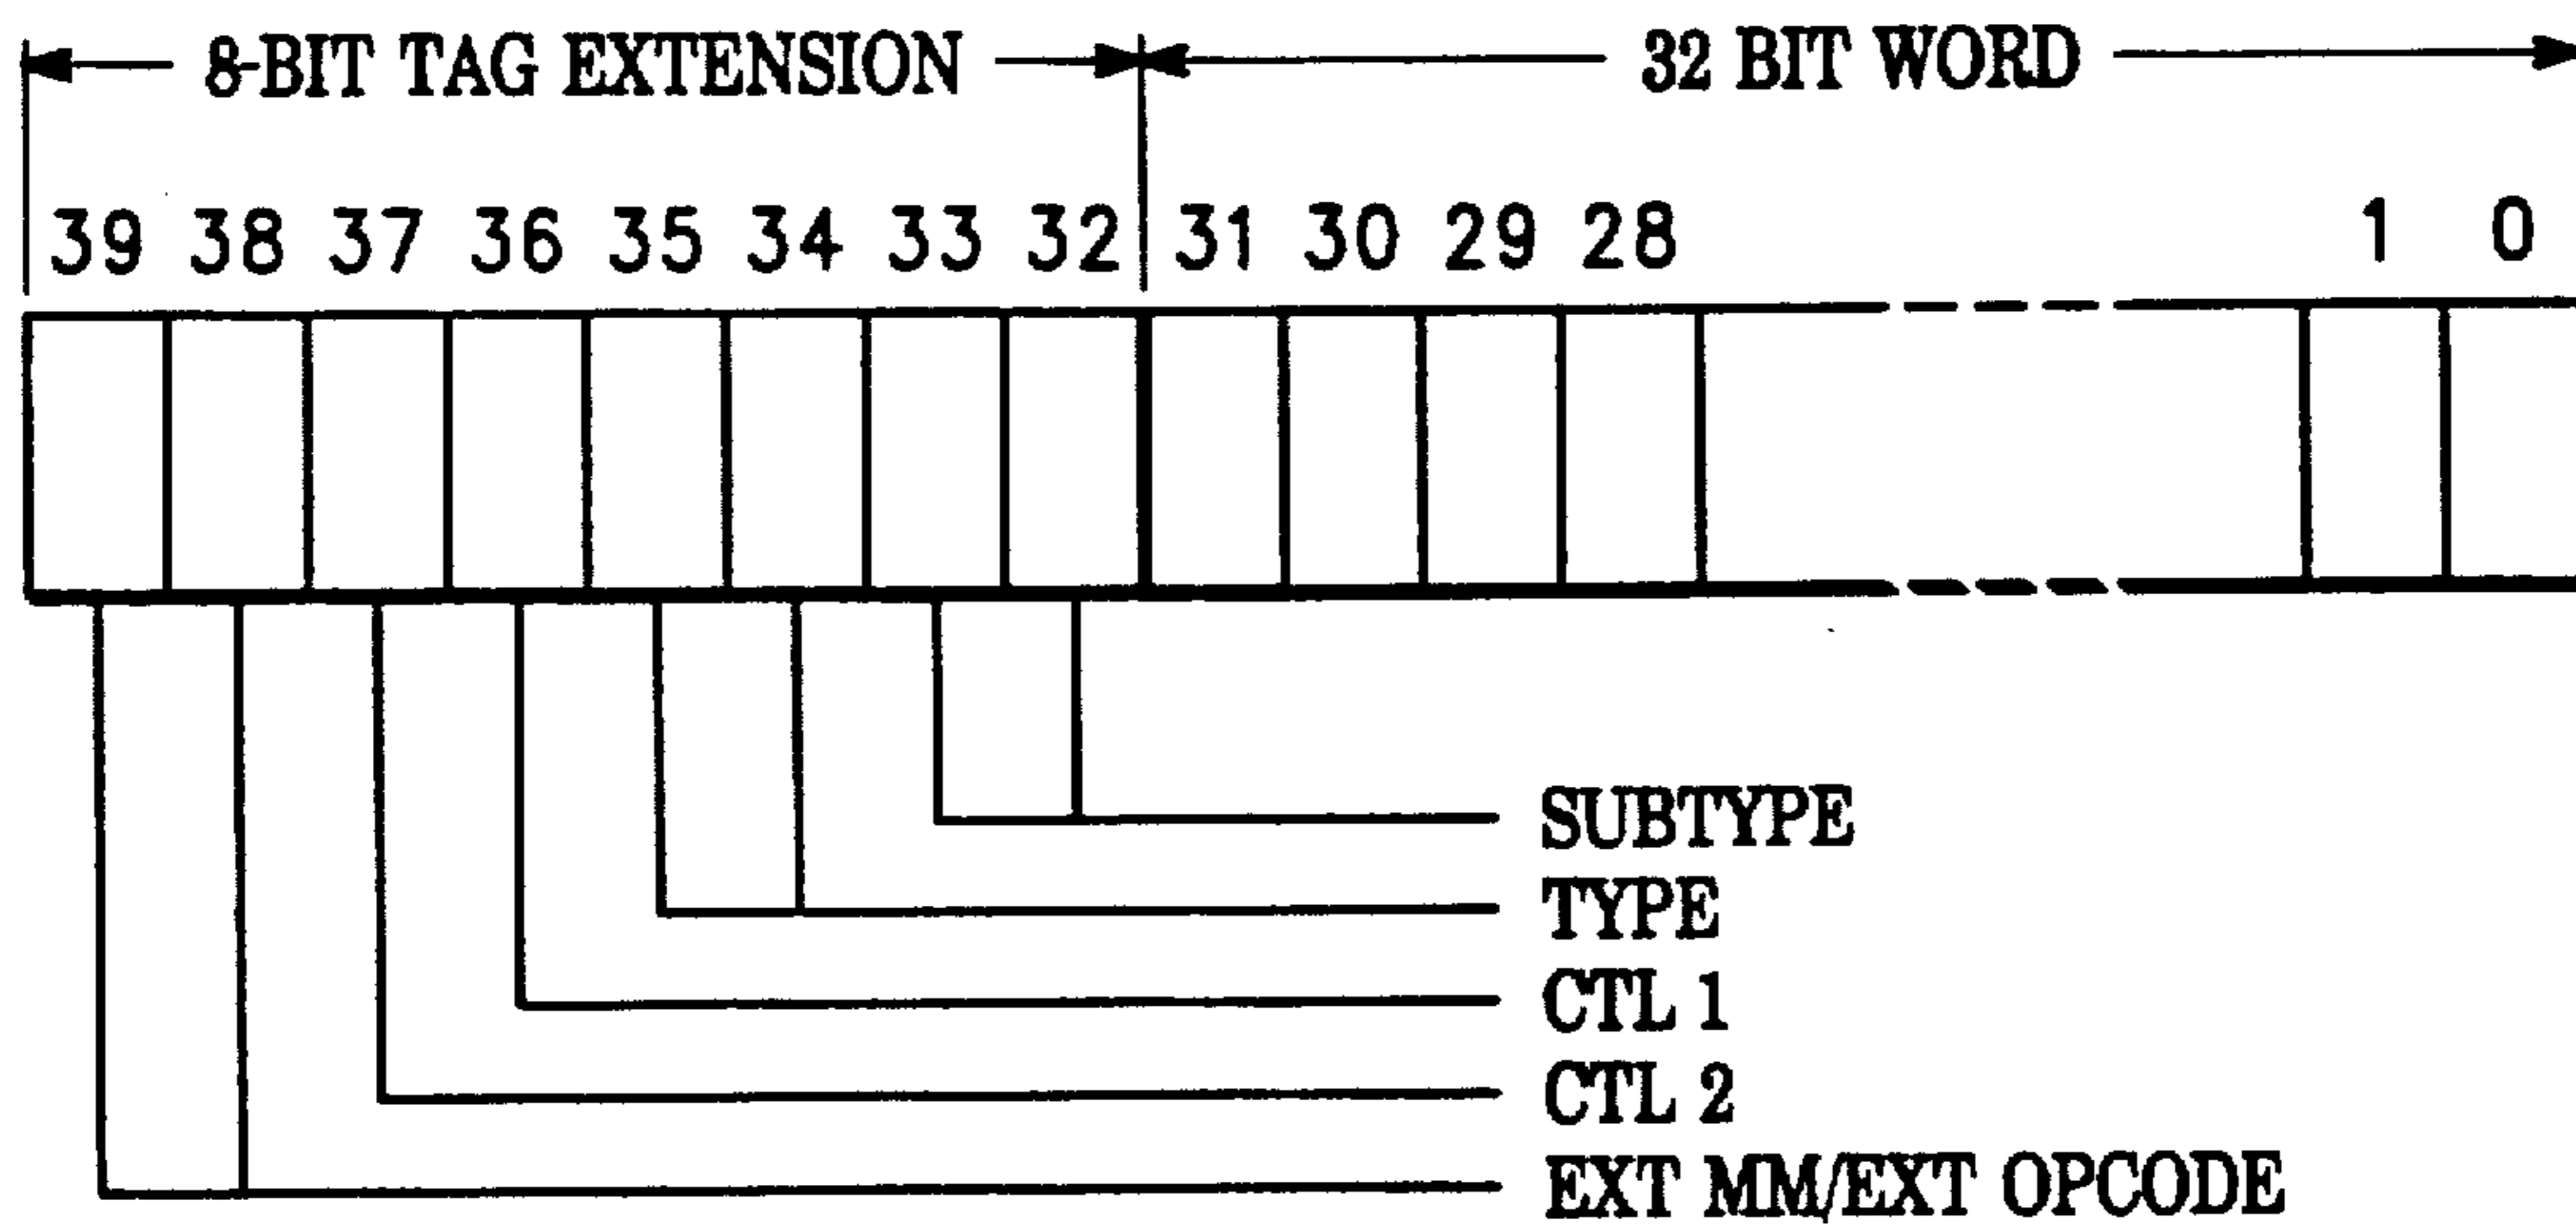 8-BIT TAG EXTENSION 32 BIT WORD
39 38 37 36 35 34 33 32 31 30 29 28 1 0
SUBTYPE
TYPE
CTL 1
CTL 2
EXT MM/EXT OPCODE